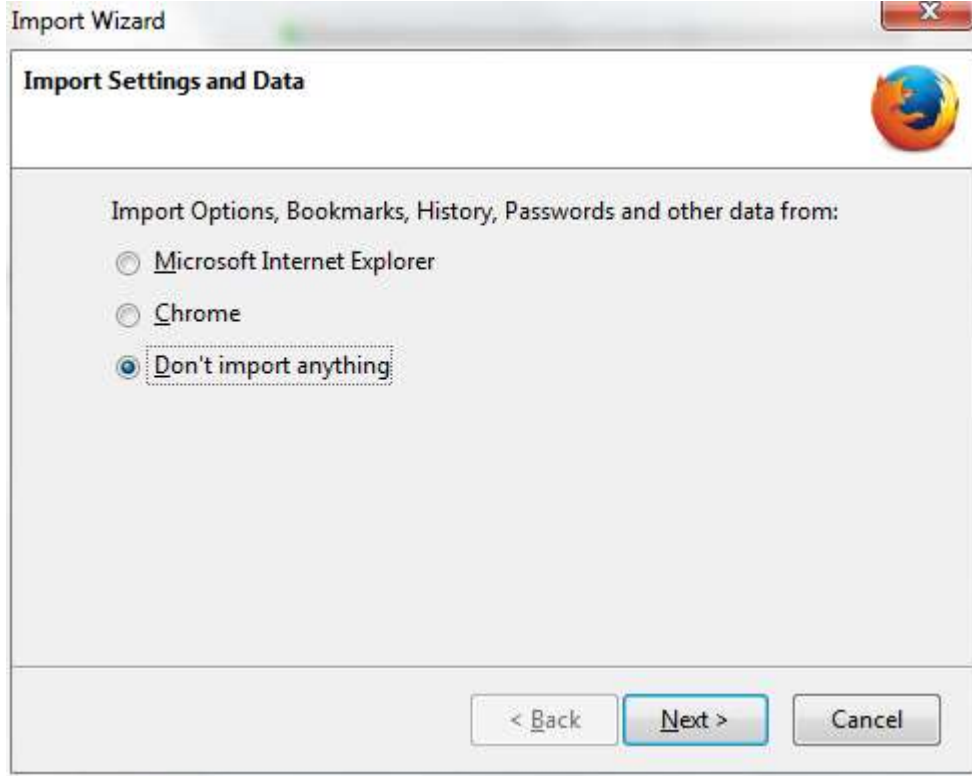 Import Wizard
Import Settings and Data
Import Options, Bookmarks, History, Passwords and other data from:
Microsoft Internet Explorer
Chrome
Don't import anything
< Back Next > Cancel